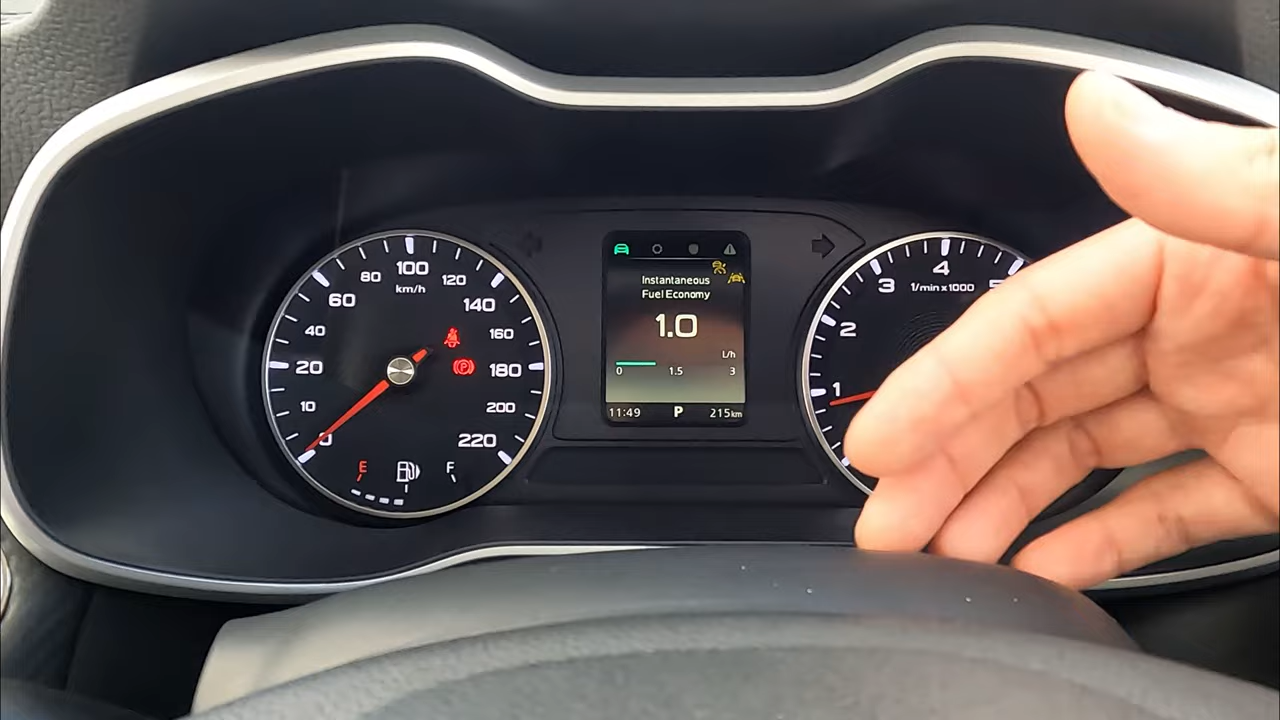 100
80
120
km/h
60
140
40
160
20
180
10
200
0
220
E
F
P
Instantaneous
Fuel Economy
1.0
L/h
0 1.5 3
11:49 P 215km
4
3
1/min x 1000
2
1